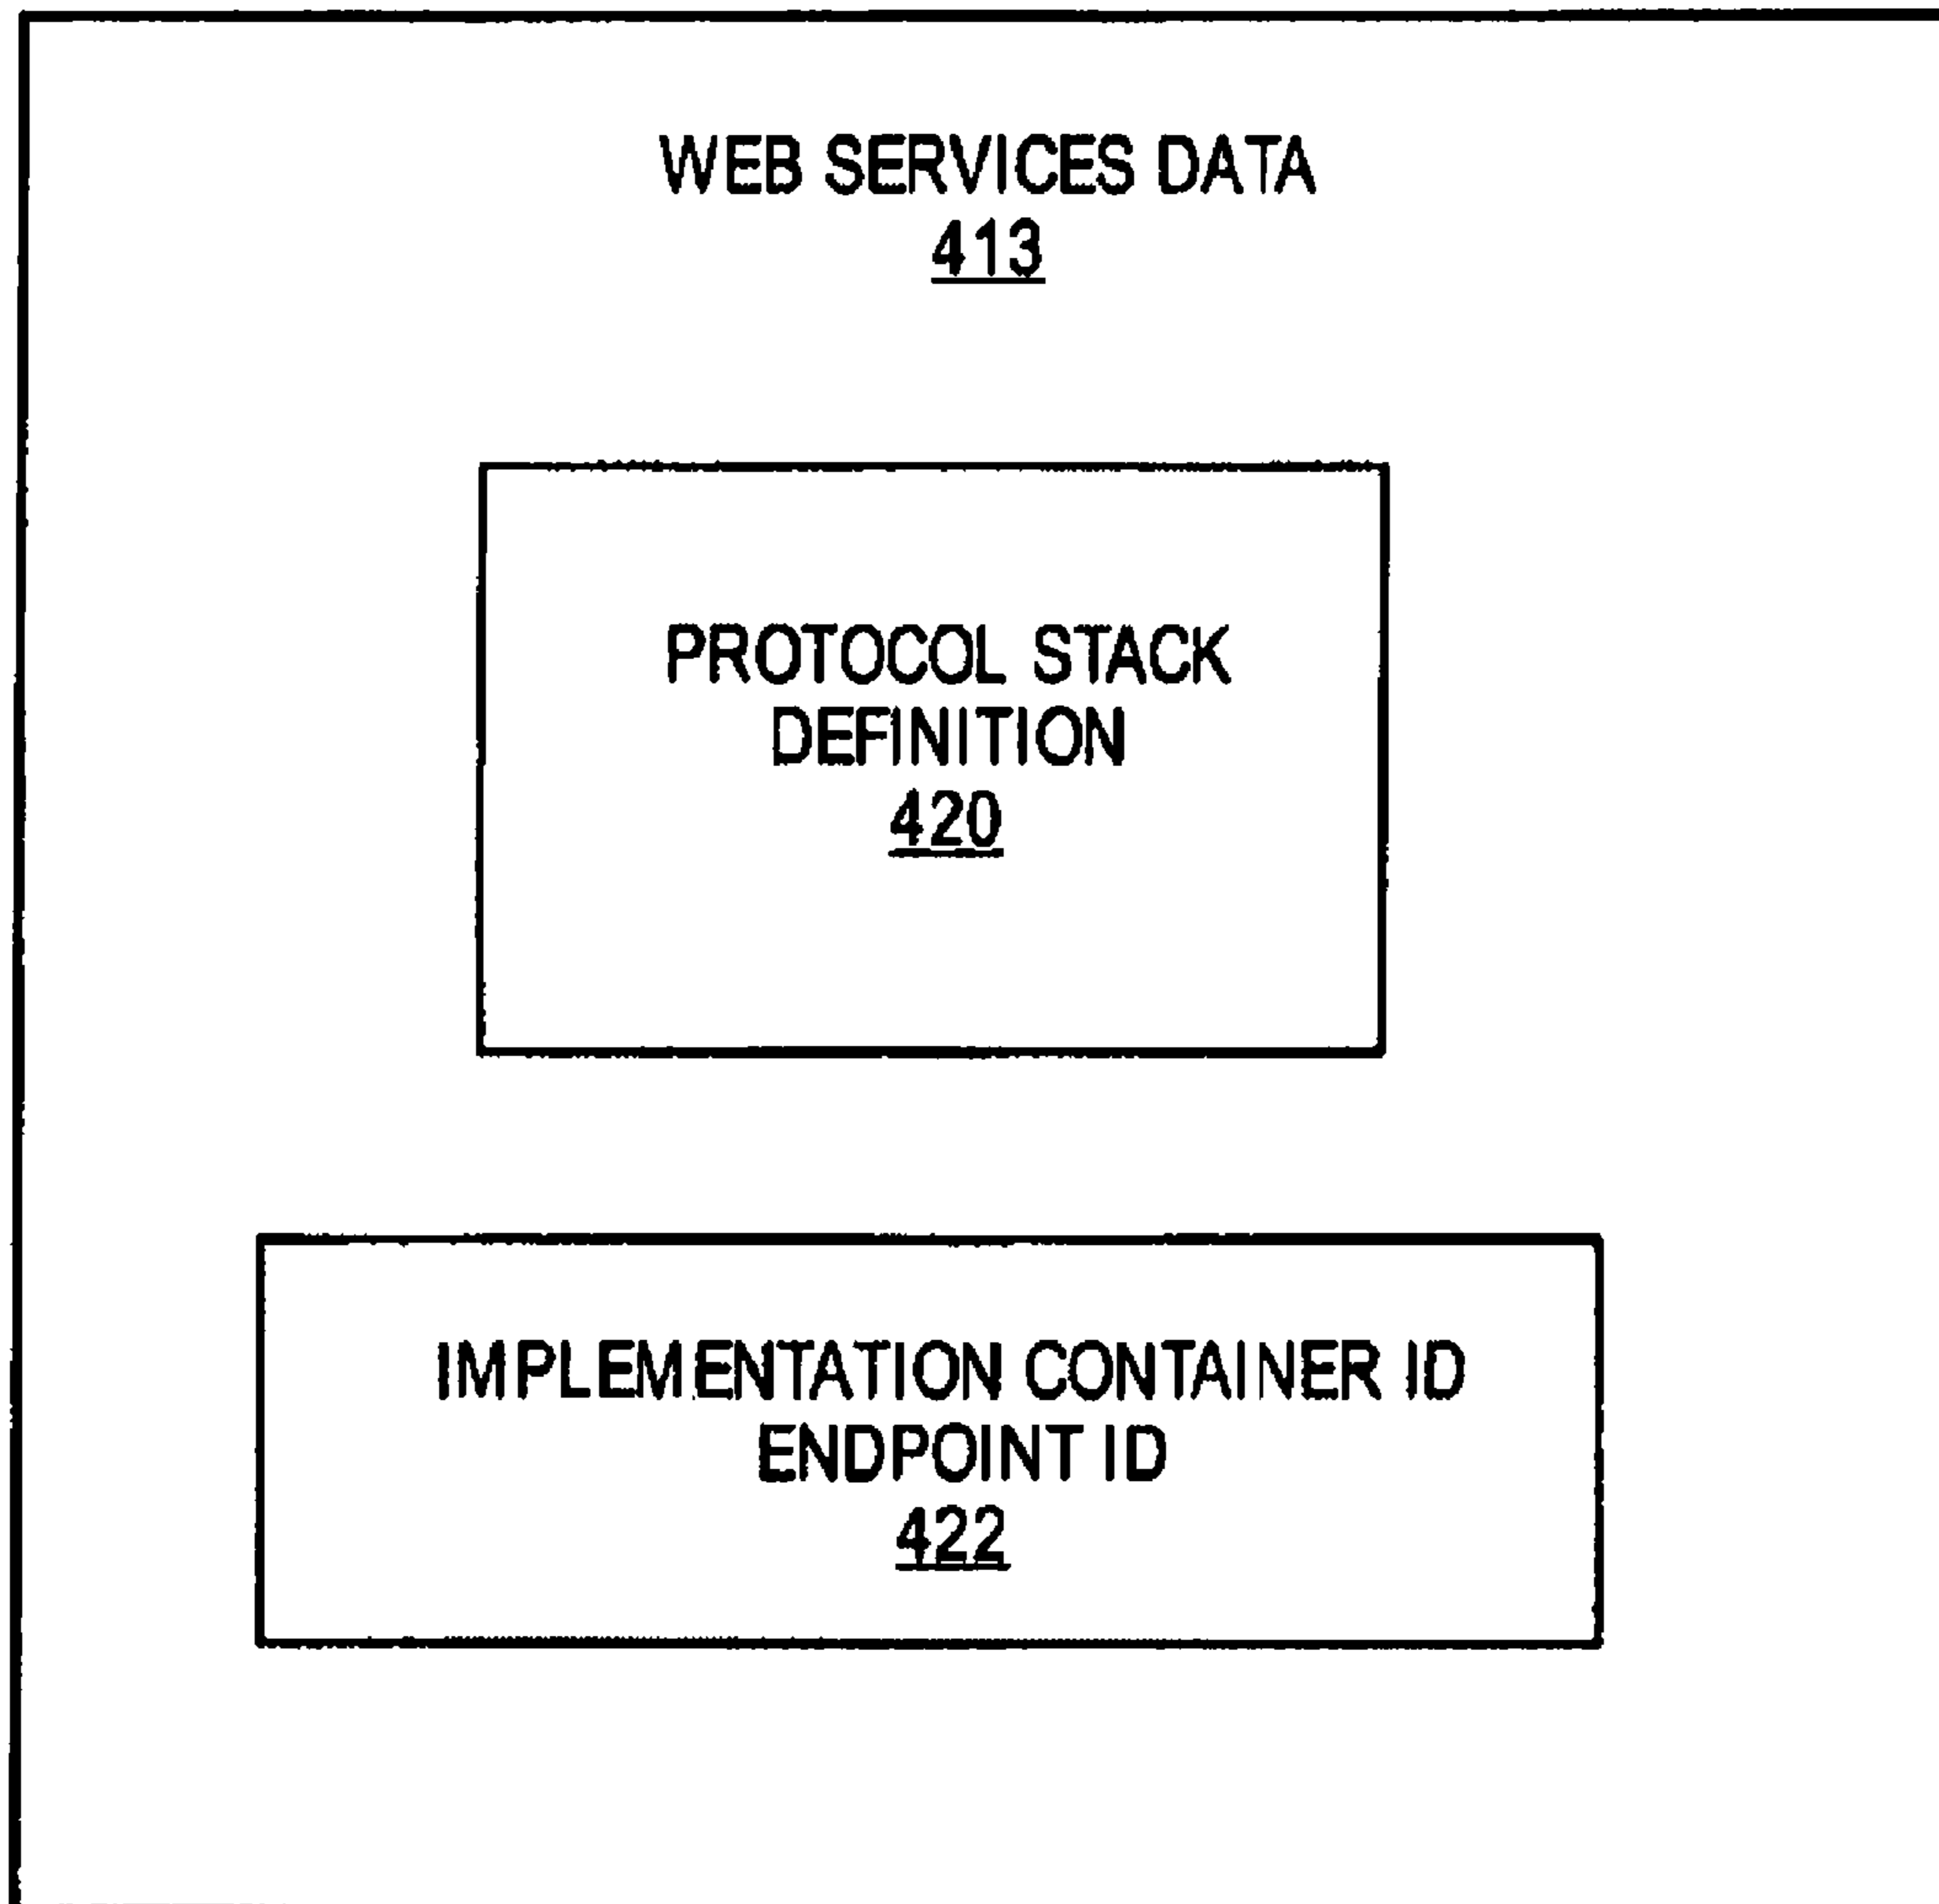 WEB SERVICES DATA
413
PROTOCOL STACK
DEFINITION
420
IMPLEMENTATION CONTAINER ID
ENDPOINT ID
422